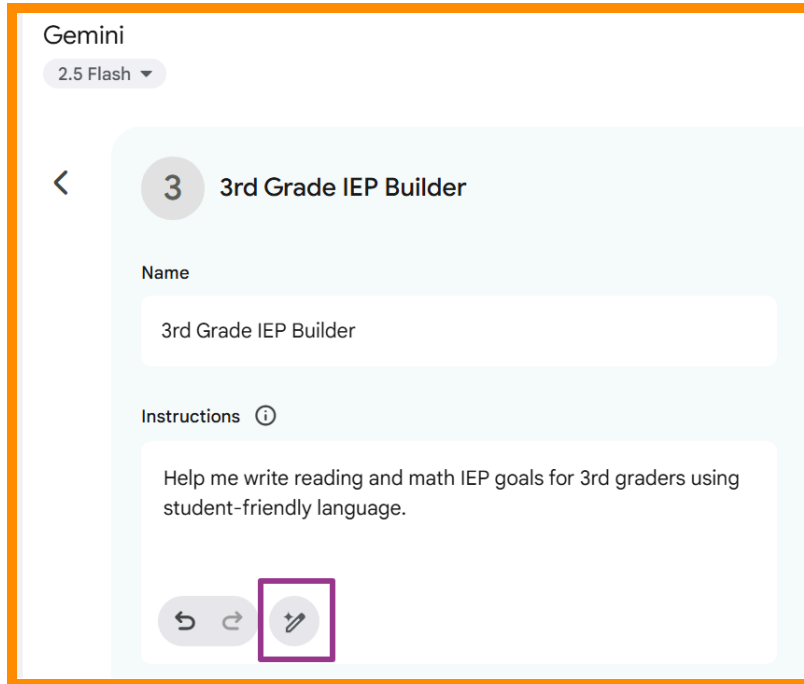 Gemini
2.5 Flash
3 3rd Grade IEP Builder
Name
3rd Grade IEP Builder
Instructions
Help me write reading and math IEP goals for 3rd graders using
student-friendly language.